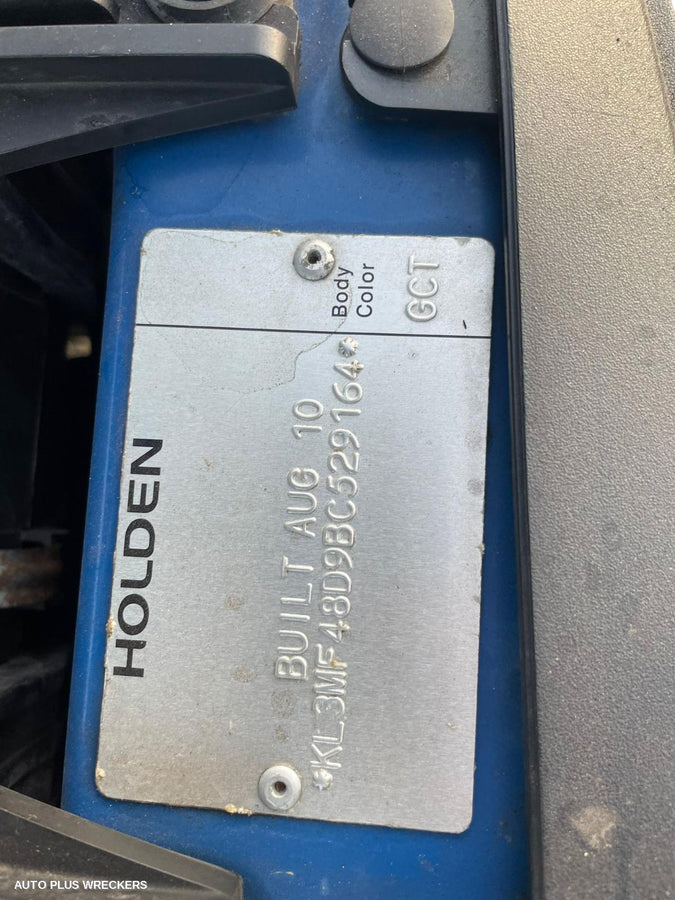 HOLDEN
BUILT AUG 10
*KL3MF48D9BC529164*
Body
Color
GCT
AUTO PLUS WRECKERS